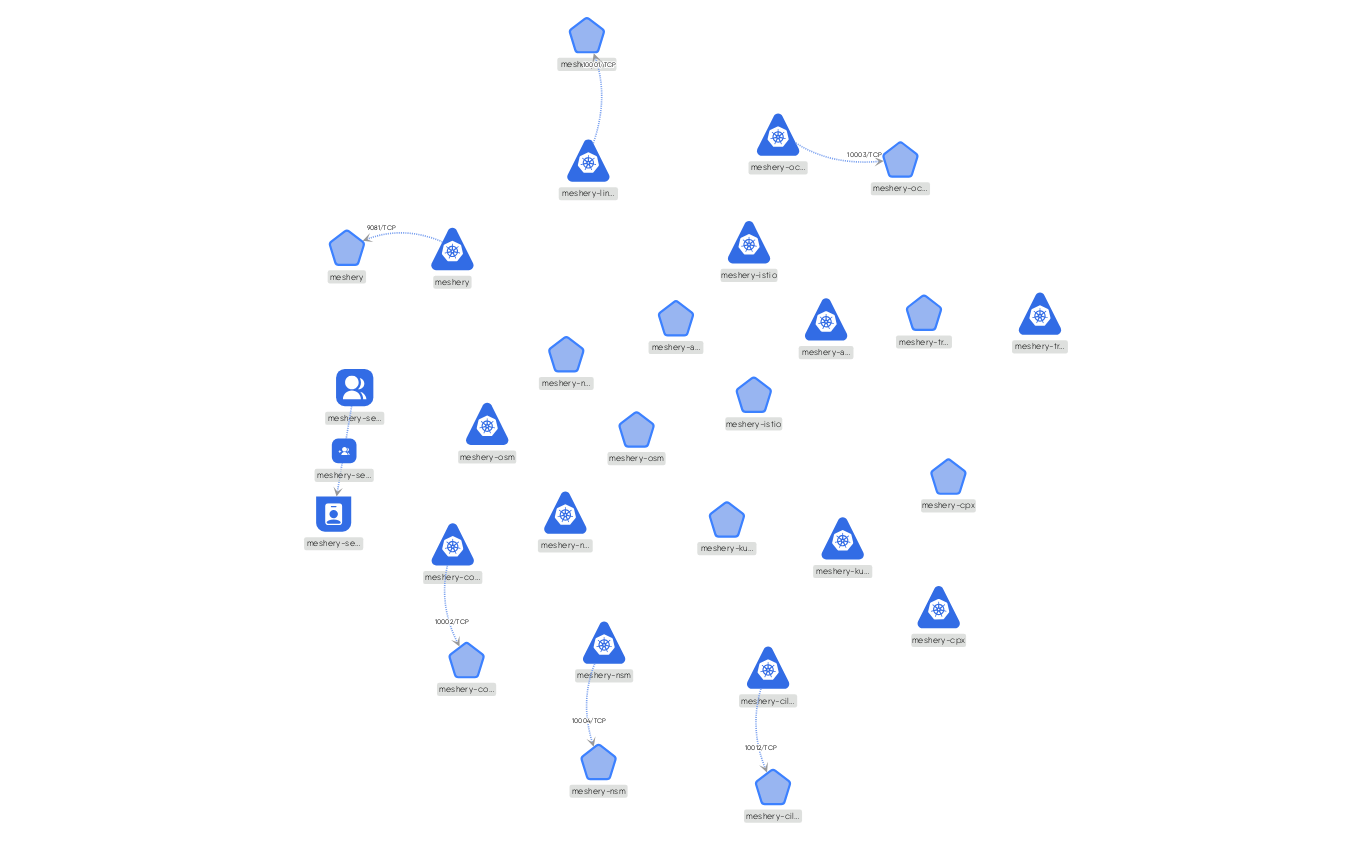 10001/TCP
meshery-lin...
meshery-oc...
10003/TCP
meshery-oc...
9081/TCP
meshery
meshery
meshery-istio
meshery-a...
meshery-a...
meshery-tr...
meshery-tr...
meshery-n...
meshery-se...
meshery-istio
meshery-osm
meshery-osm
meshery-se...
meshery-cpx
meshery-se...
meshery-n...
meshery-ku...
meshery-ku...
meshery-co...
10002/TCP
meshery-cpx
meshery-co...
meshery-nsm
meshery-cil...
10004/TCP
10012/TCP
meshery-nsm
meshery-cil...